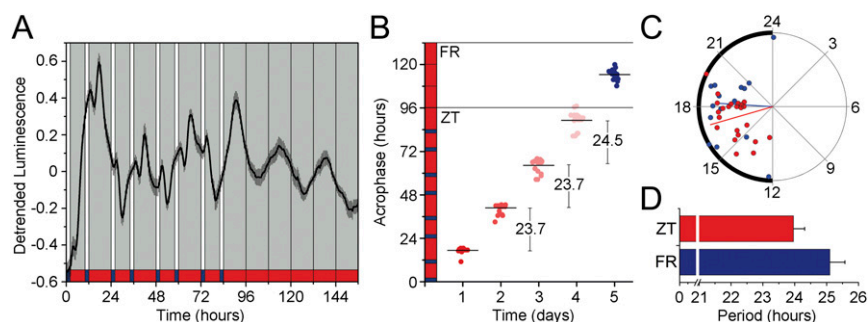 A
Detrended Luminescence
0.6
0.4
0.2
0
-0.2
-0.4
-0.6
0 24 48 72 96 120 144
Time (hours)
B
Acrophase (hours)
120
96
72
48
24
0
FR
ZT
23.7
23.7
24.5
1 2 3 4 5
Time (days)
C
24
3
6
9
12
15
18
21
D
ZT
FR
0 21 22 23 24 25 26
Period (hours)